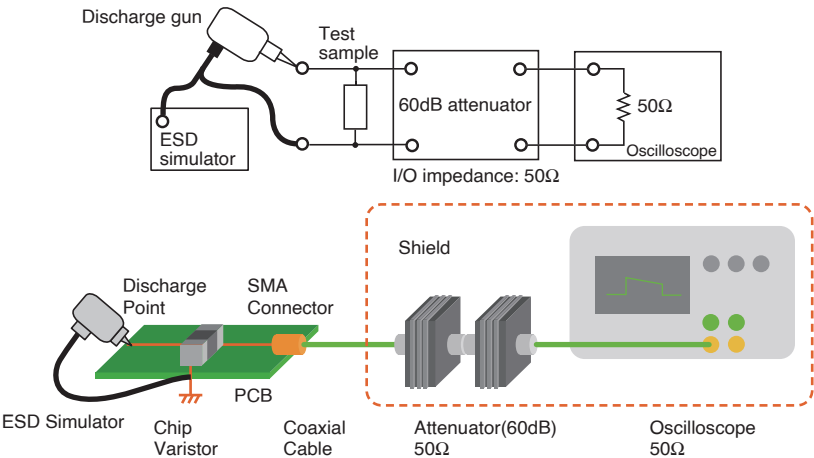 Discharge gun
Test
sample
60dB attenuator
50Ω
ESD
simulator
Oscilloscope
I/O impedance: 50Ω
Shield
Discharge
Point
SMA
Connector
PCB
ESD Simulator
Chip
Varistor
Coaxial
Cable
Attenuator(60dB)
50Ω
Oscilloscope
50Ω